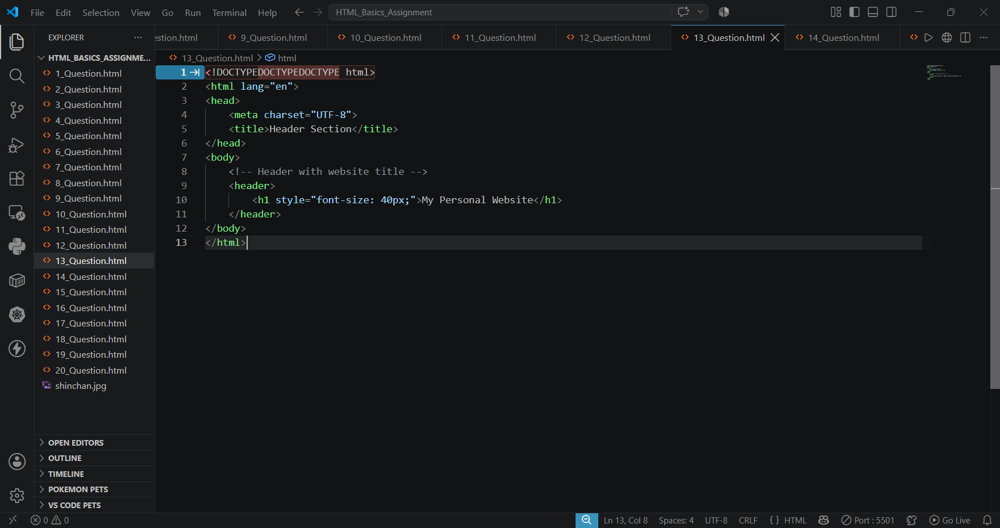 File Edit Selection View Go Run Terminal Help
HTML_Basics_Assignment
EXPLORER
HTML_BASICS_ASSIGNME...
1_Question.html
2_Question.html
3_Question.html
4_Question.html
5_Question.html
6_Question.html
7_Question.html
8_Question.html
9_Question.html
10_Question.html
11_Question.html
12_Question.html
13_Question.html
14_Question.html
15_Question.html
16_Question.html
17_Question.html
18_Question.html
19_Question.html
20_Question.html
shinchan.jpg
OPEN EDITORS
OUTLINE
TIMELINE
POKEMON PETS
VS CODE PETS
estion.html 9_Question.html 10_Question.html 11_Question.html 12_Question.html 13_Question.html 14_Question.html
13_Question.html > html
1 <!DOCTYPEDOCTYPEDOCTYPE html>
2 <html lang="en">
3 <head>
4 <meta charset="UTF-8">
5 <title>Header Section</title>
6 </head>
7 <body>
8 <!-- Header with website title -->
9 <header>
10 <h1 style="font-size: 40px;">My Personal Website</h1>
11 </header>
12 </body>
13 </html>
0 0 Ln 13, Col 8 Spaces: 4 UTF-8 CRLF { } HTML Port : 5501 Go Live